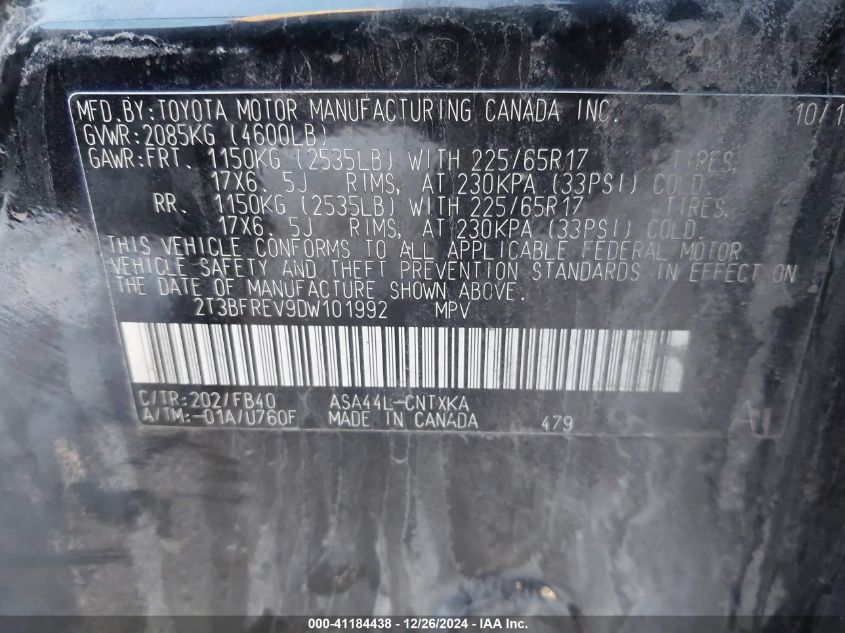 MFD.BY:TOYOTA MOTOR MANUFACTURING CANADA INC. 10/1
GVWR:2085KG (4600LB)
GAWR:FRT. 1150KG (2535LB) WITH 225/65R17 TIRES,
17X6.5J RIMS, AT 230KPA (33PSI) COLD.
RR. 1150KG (2535LB) WITH 225/65R17 TIRES,
17X6.5J RIMS, AT 230KPA (33PSI) COLD.
THIS VEHICLE CONFORMS TO ALL APPLICABLE FEDERAL MOTOR
VEHICLE SAFETY AND THEFT PREVENTION STANDARDS IN EFFECT ON
THE DATE OF MANUFACTURE SHOWN ABOVE.
2T3BFREV9DW101992 MPV
C/TR:202/FB40 ASA44L-CNTXKA
A/TM:-01A/U760F MADE IN CANADA 479
000-41184438 - 12/26/2024 - IAA Inc.